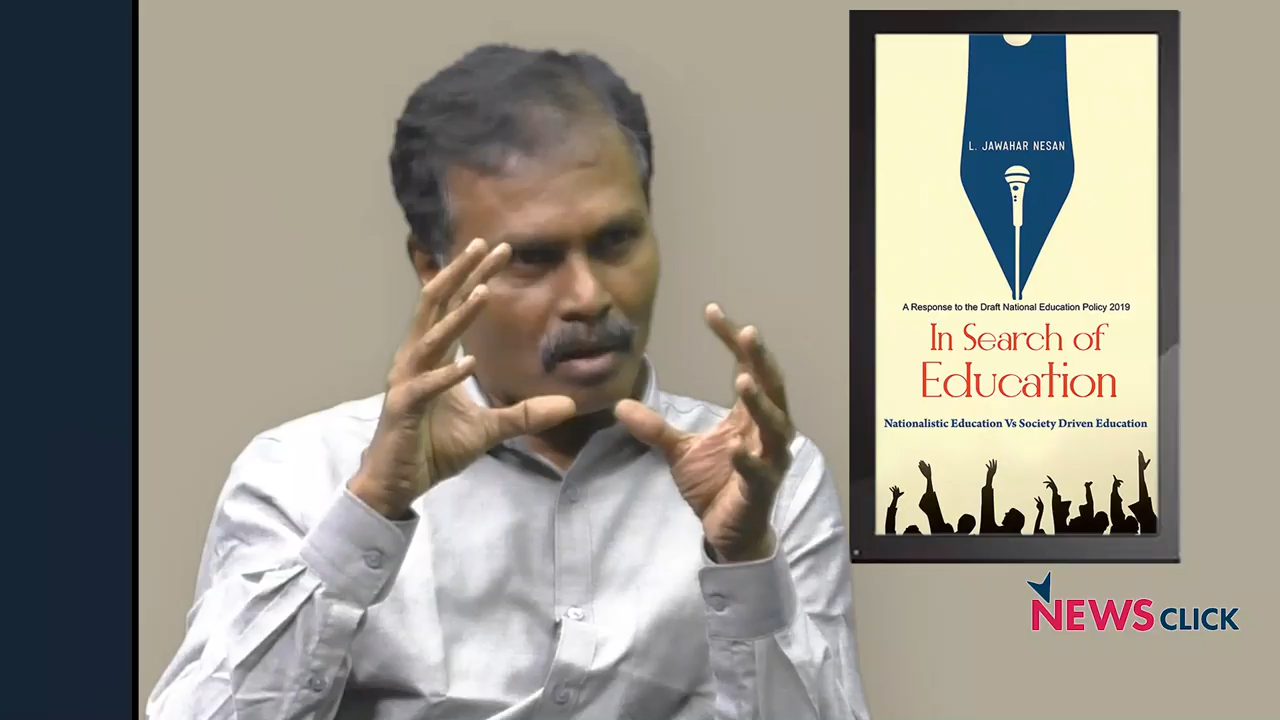 L. JAWAHAR NESAN
A Response to the Draft National Education Policy 2019
In Search of
Education
Nationalistic Education Vs Society Driven Education
NEWSCLICK